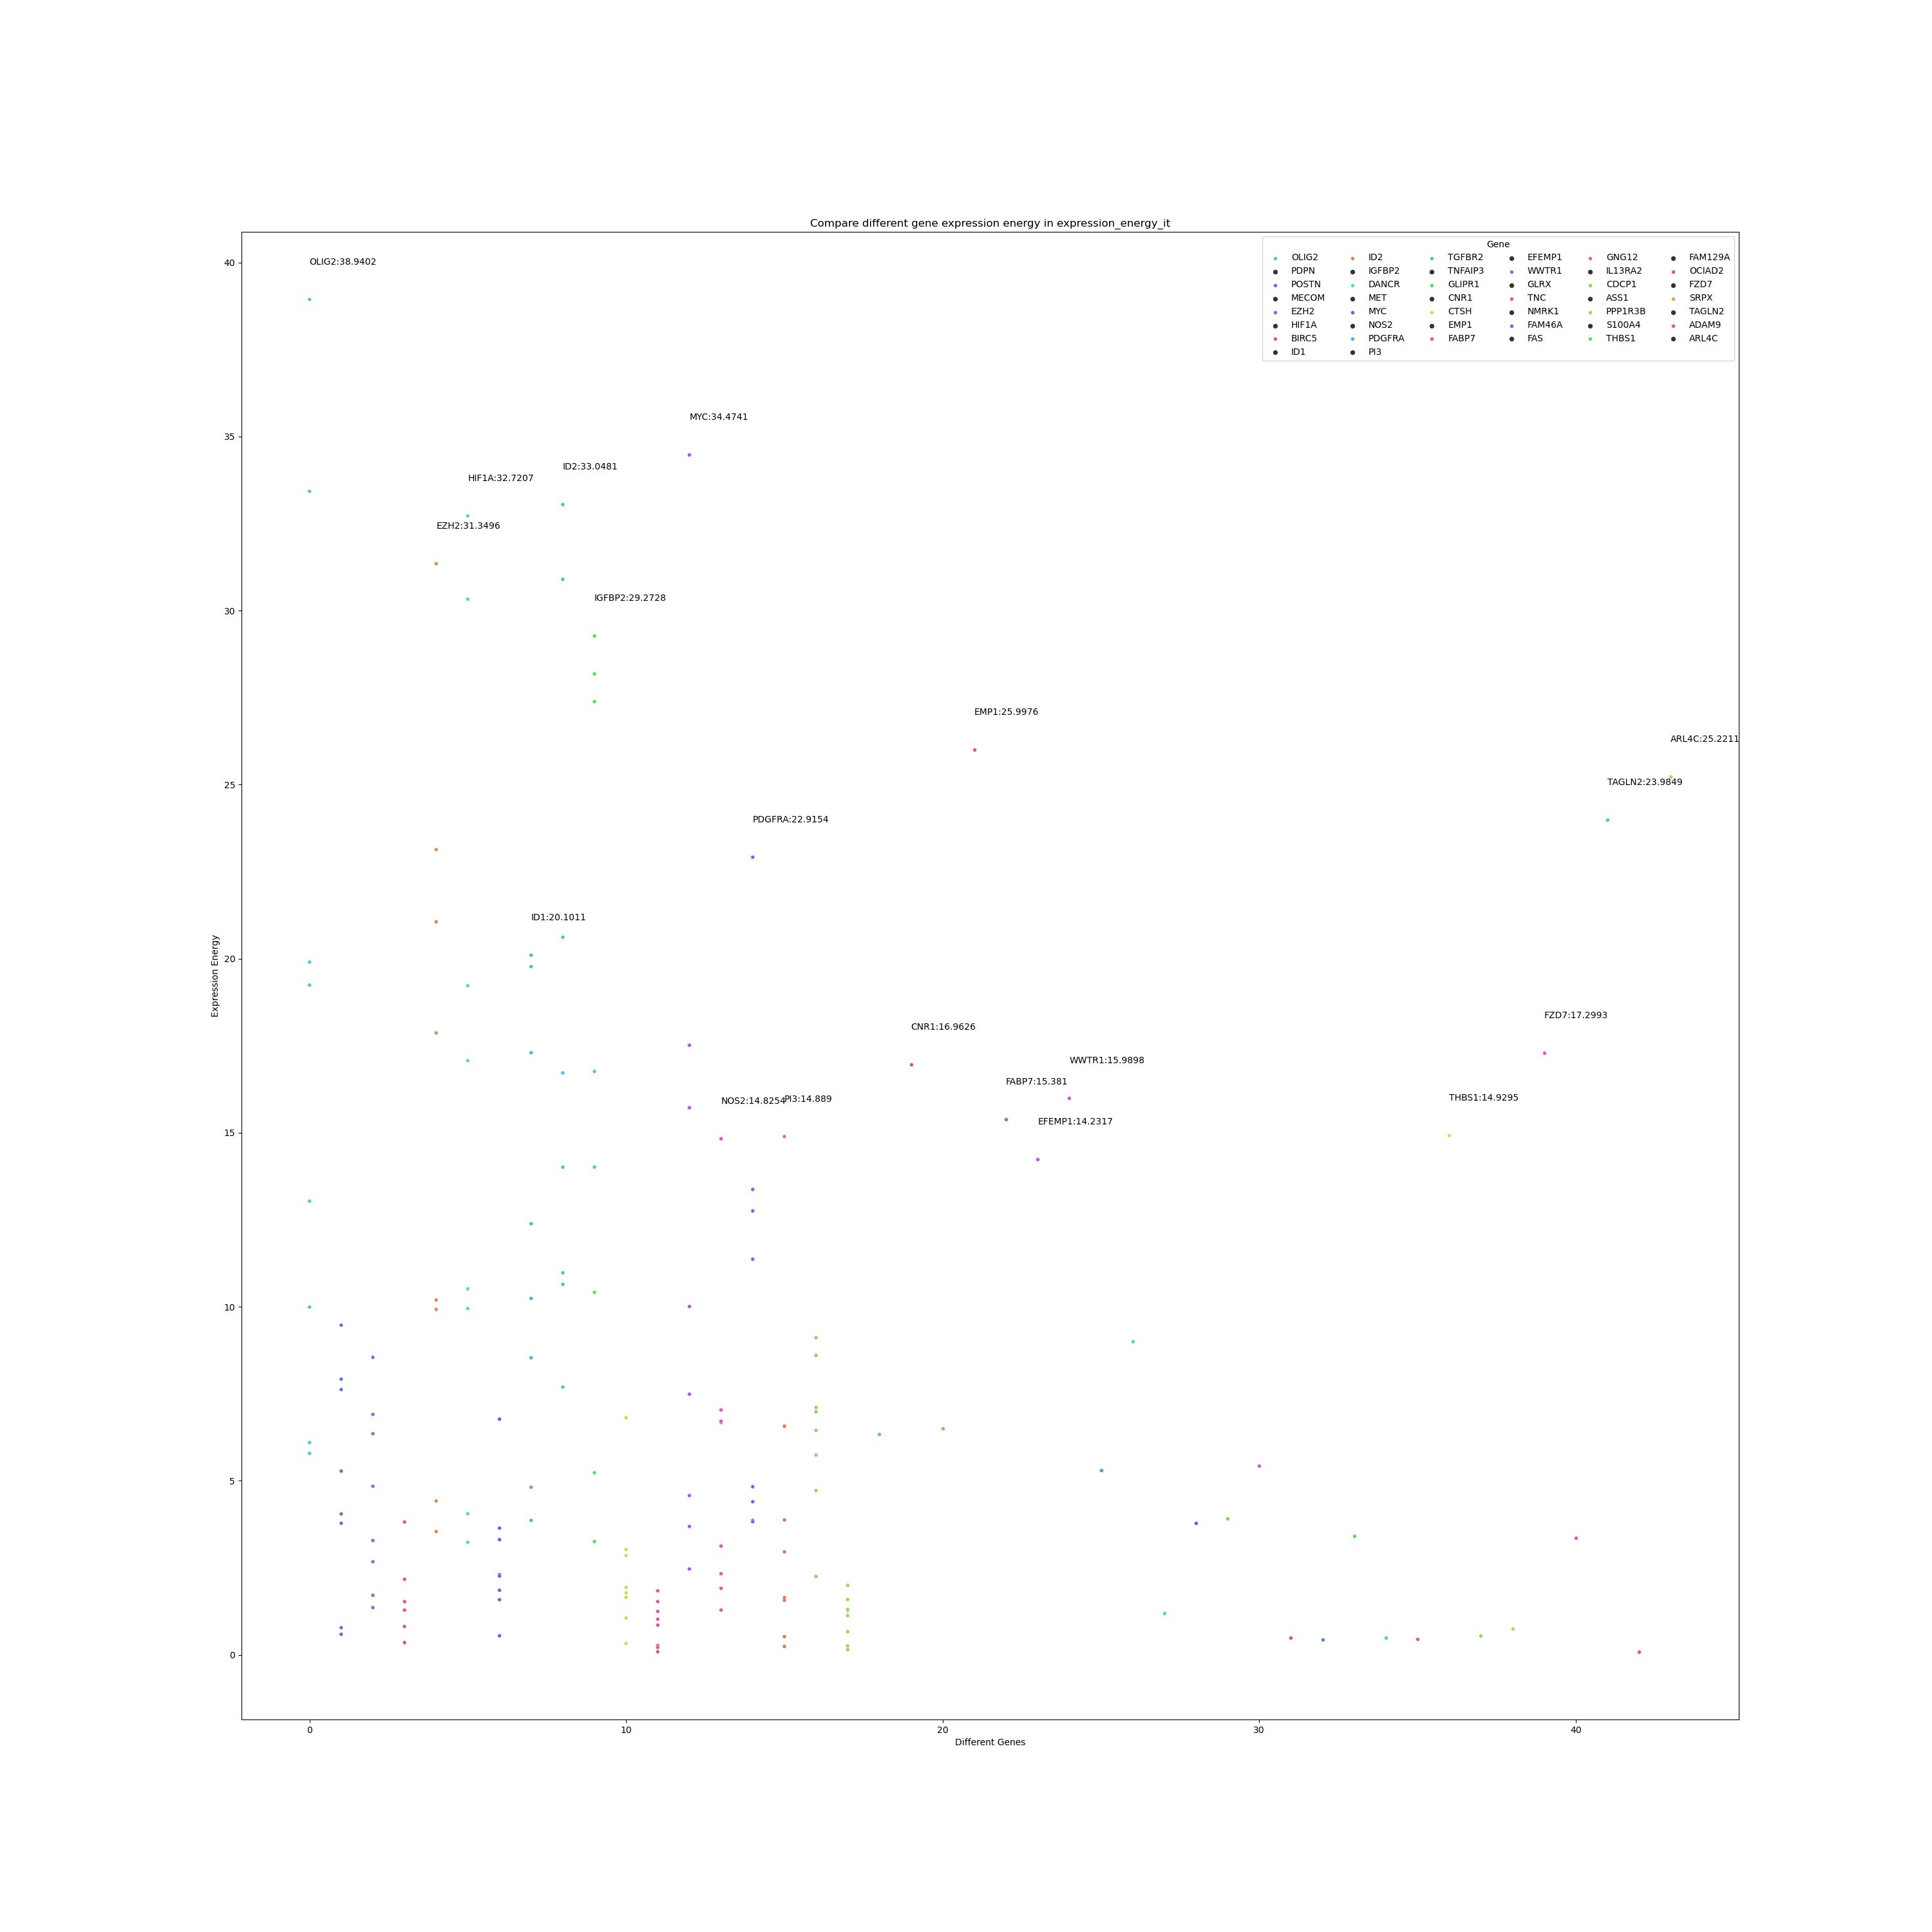 Compare different gene expression energy in expression_energy_it
Gene
OLIG2 ID2 TGFBR2 EFEMP1 GNG12 FAM129A
PDPN IGFBP2 TNFAIP3 WWTR1 IL13RA2 OCIAD2
POSTN DANCR GLIPR1 GLRX CDCP1 FZD7
MECOM MET CNR1 TNC ASS1 SRPX
EZH2 MYC CTSH NMRK1 PPP1R3B TAGLN2
HIF1A NOS2 EMP1 FAM46A S100A4 ADAM9
BIRC5 PDGFRA FABP7 FAS THBS1 ARL4C
ID1 PI3
OLIG2:38.9402
MYC:34.4741
ID2:33.0481
HIF1A:32.7207
EZH2:31.3496
IGFBP2:29.2728
EMP1:25.9976
ARL4C:25.2211
TAGLN2:23.9849
PDGFRA:22.9154
ID1:20.1011
CNR1:16.9626
FZD7:17.2993
WWTR1:15.9898
FABP7:15.381
NOS2:14.8254
PI3:14.889
THBS1:14.9295
EFEMP1:14.2317
40
35
30
25
20
15
10
5
0
Expression Energy
0 10 20 30 40
Different Genes